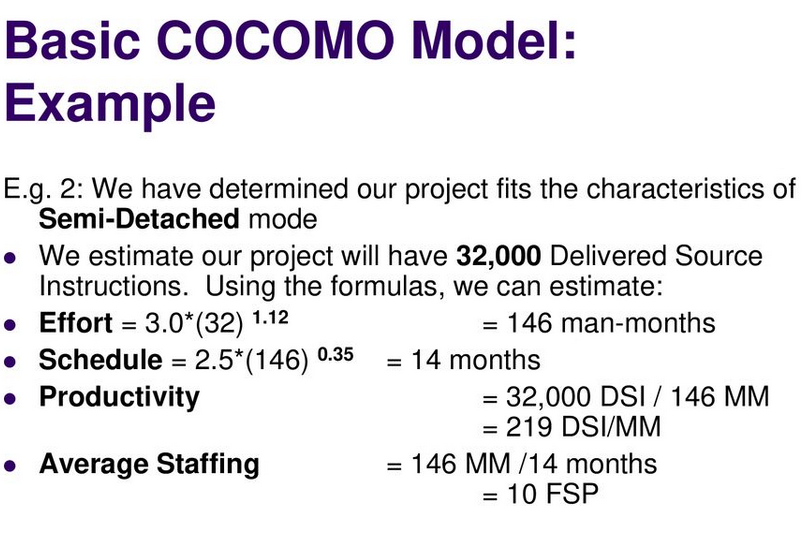 Basic COCOMO Model:
Example
E.g. 2: We have determined our project fits the characteristics of
Semi-Detached mode
• We estimate our project will have 32,000 Delivered Source
Instructions. Using the formulas, we can estimate:
• Effort = 3.0*(32) 1.12 = 146 man-months
• Schedule = 2.5*(146) 0.35 = 14 months
• Productivity = 32,000 DSI / 146 MM
= 219 DSI/MM
• Average Staffing = 146 MM /14 months
= 10 FSP